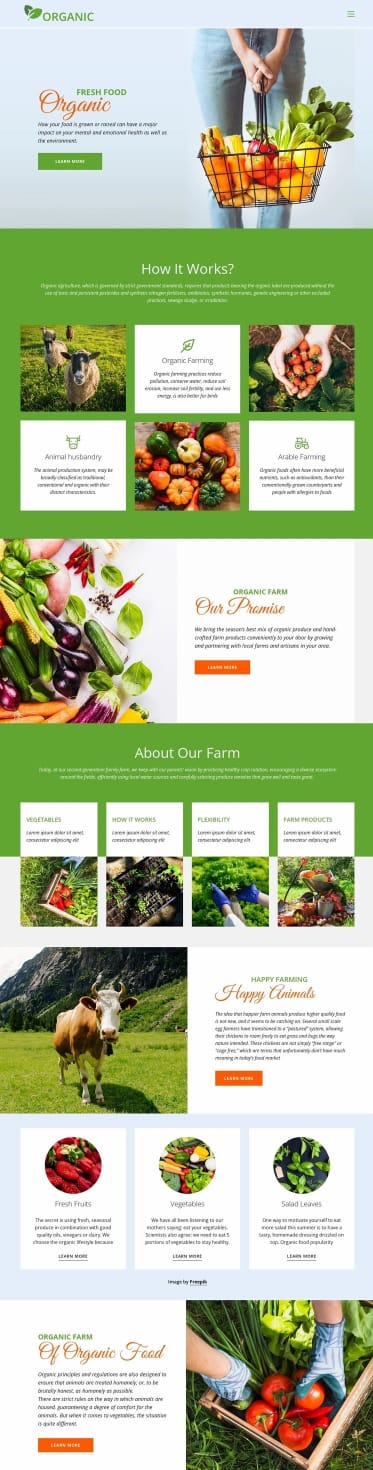 ORGANIC
FRESH FOOD
Organic
How your food is grown or raised can have a major
impact on your mental and emotional health as well as
the environment.
LEARN MORE
How It Works?
Organic agriculture, which is governed by strict government standards, requires that products bearing the organic label are produced without the
use of toxic and persistent pesticides and synthetic nitrogen fertilizers, antibiotics, synthetic hormones, genetic engineering or other excluded
practices, sewage sludge, or irradiation.
Organic Farming
Organic farming practices reduce
pollution, conserve water, reduce soil
erosion, increase soil fertility, and use less
energy, is also better for birds
Animal husbandry
The animal production system, may be
broadly classified as traditional,
conventional and organic with their
distinct characteristics.
Arable Farming
Organic foods often have more beneficial
nutrients, such as antioxidants, than their
conventionally-grown counterparts and
people with allergies to foods
ORGANIC FARM
Our Promise
We bring the season's best mix of organic produce and hand-
crafted farm products conveniently to your door by growing
and partnering with local farms and artisans in your area.
LEARN MORE
About Our Farm
Today, as our second-generation family farm, we keep with our parents' vision by practicing healthy crop rotation, encouraging a diverse ecosystem
around the fields, efficiently using local water sources and carefully selecting produce varieties that grow well and taste great.
VEGETABLES
Lorem ipsum dolor sit amet,
consectetur adipiscing
HOW IT WORKS
Lorem ipsum dolor sit amet,
consectetur adipiscing
FLEXIBILITY
Lorem ipsum dolor sit amet,
consectetur adipiscing
FARM PRODUCTS
Lorem ipsum dolor sit amet,
consectetur adipiscing
HAPPY FARMING
Happy Animals
The idea that happier farm animals produce higher quality food
is not new, and it seems to be catching on. Several small scale
egg farmers have transitioned to a "pastured" system, allowing
their chickens to roam freely to eat grass and bugs the way
nature intended. These chickens are not simply "free range" or
"cage free," which are terms that unfortunately don't have much
meaning in today's food market
LEARN MORE
Fresh Fruits
The secret is using fresh, seasonal
produce in combination with good
quality oils, vinegars or dairy. We
choose the organic lifestyle because
LEARN MORE
Vegetables
We have all been listening to our
mothers saying: eat your vegetables.
Scientists also agree: we need to eat 5
portions of vegetables to stay healthy.
LEARN MORE
Salad Leaves
One way to motivate yourself to eat
more salad this summer is to have a
tasty, homemade dressing drizzled on
top. Organic food popularity
LEARN MORE
Image by Freepik
ORGANIC FARM
Of Organic Food
Organic principles and regulations are also designed to
ensure that animals are treated humanely, or, to be
brutally honest, as humanely as possible.
There are strict rules on the way in which animals are
housed, guaranteeing a degree of comfort for the
animals. But when it comes to vegetables, the situation
is quite different.
LEARN MORE